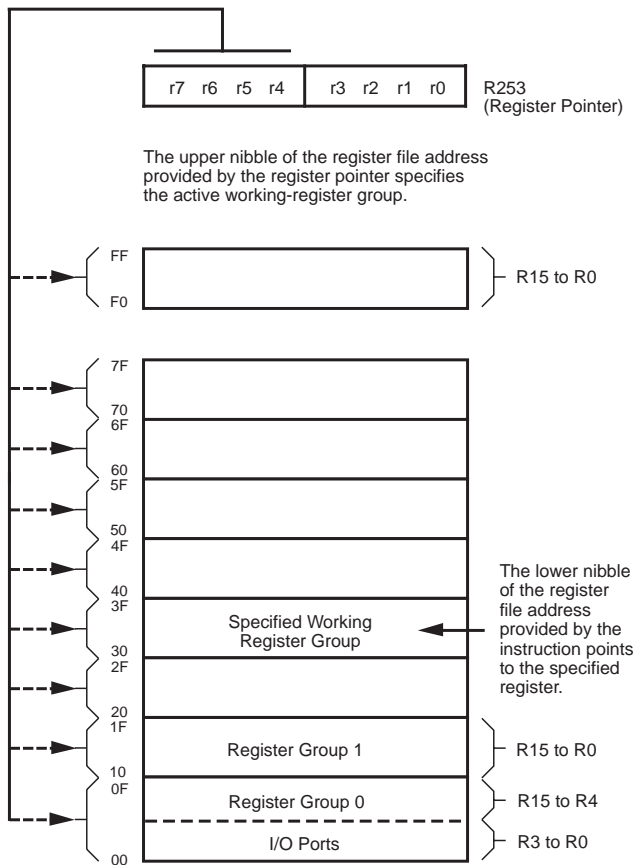 r7 r6 r5 r4 r3 r2 r1 r0
R253
(Register Pointer)
The upper nibble of the register file address
provided by the register pointer specifies
the active working-register group.
FF
F0
R15 to R0
7F
70
6F
60
5F
50
4F
40
3F
Specified Working
Register Group
The lower nibble
of the register
file address
provided by the
instruction points
to the specified
register.
30
2F
20
1F
Register Group 1
R15 to R0
10
0F
Register Group 0
R15 to R4
I/O Ports
R3 to R0
00